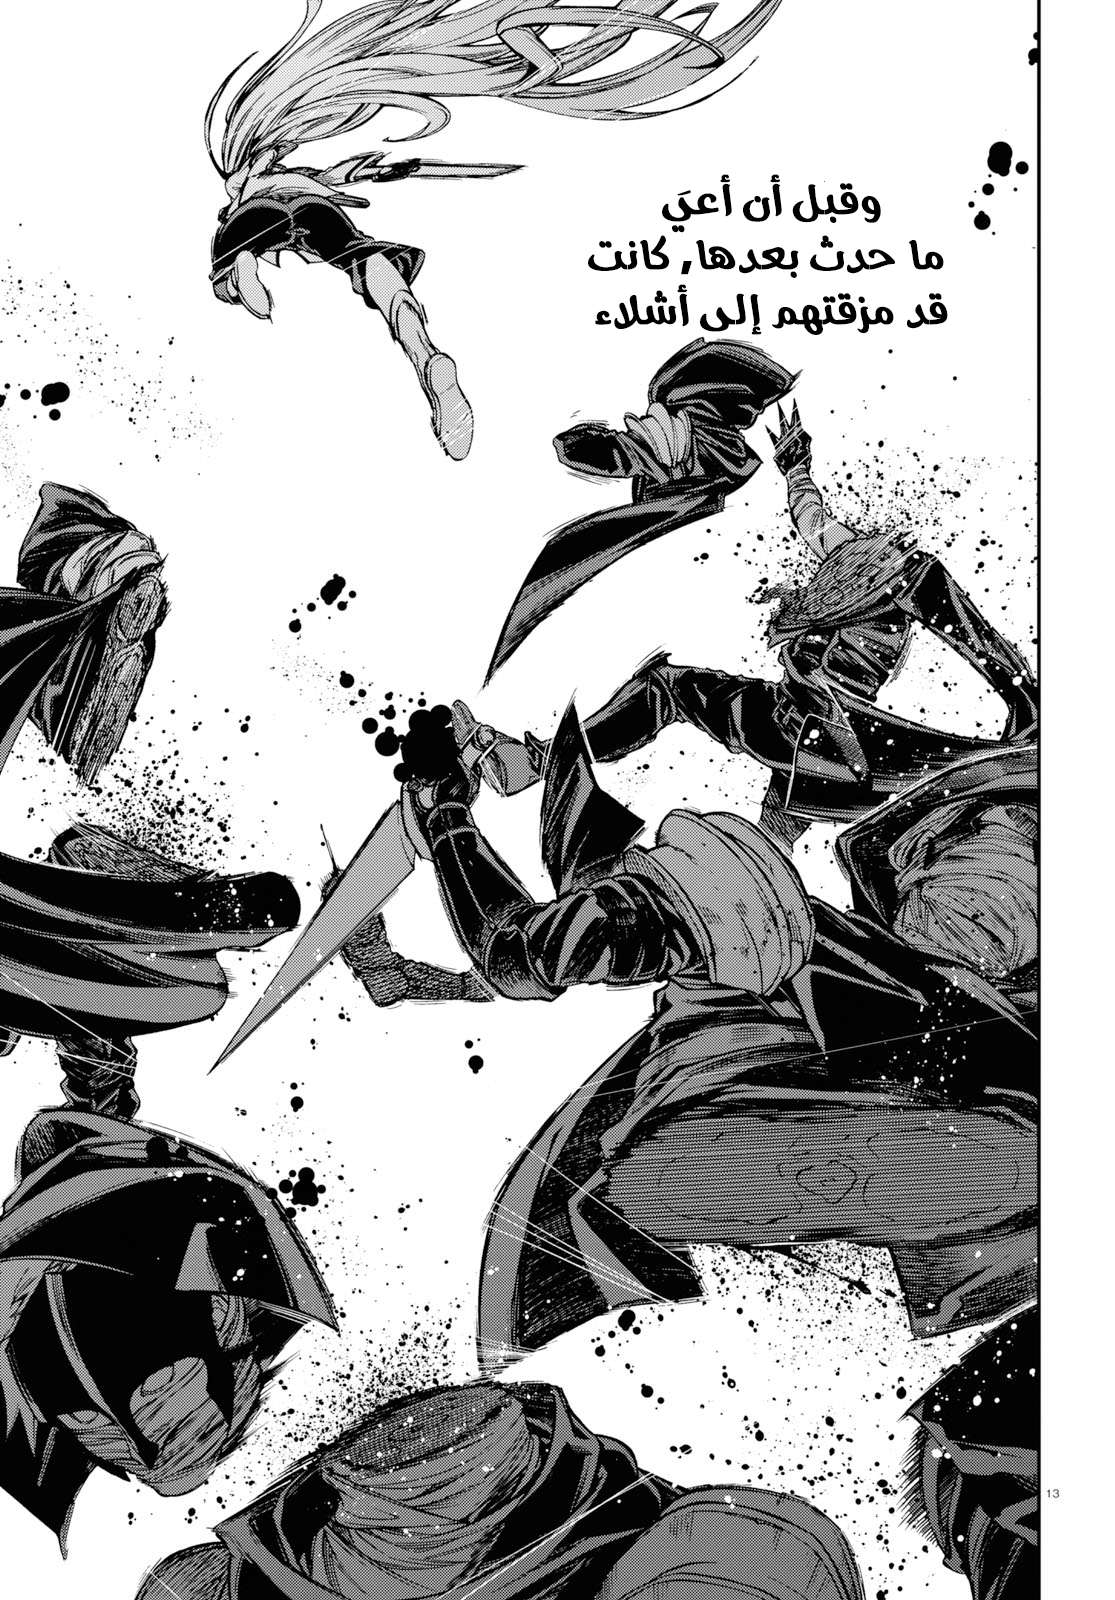 وقبل أن أعيَ
ما حدث بعدها, كانت
قد مزقتهم إلى أشلاء
13